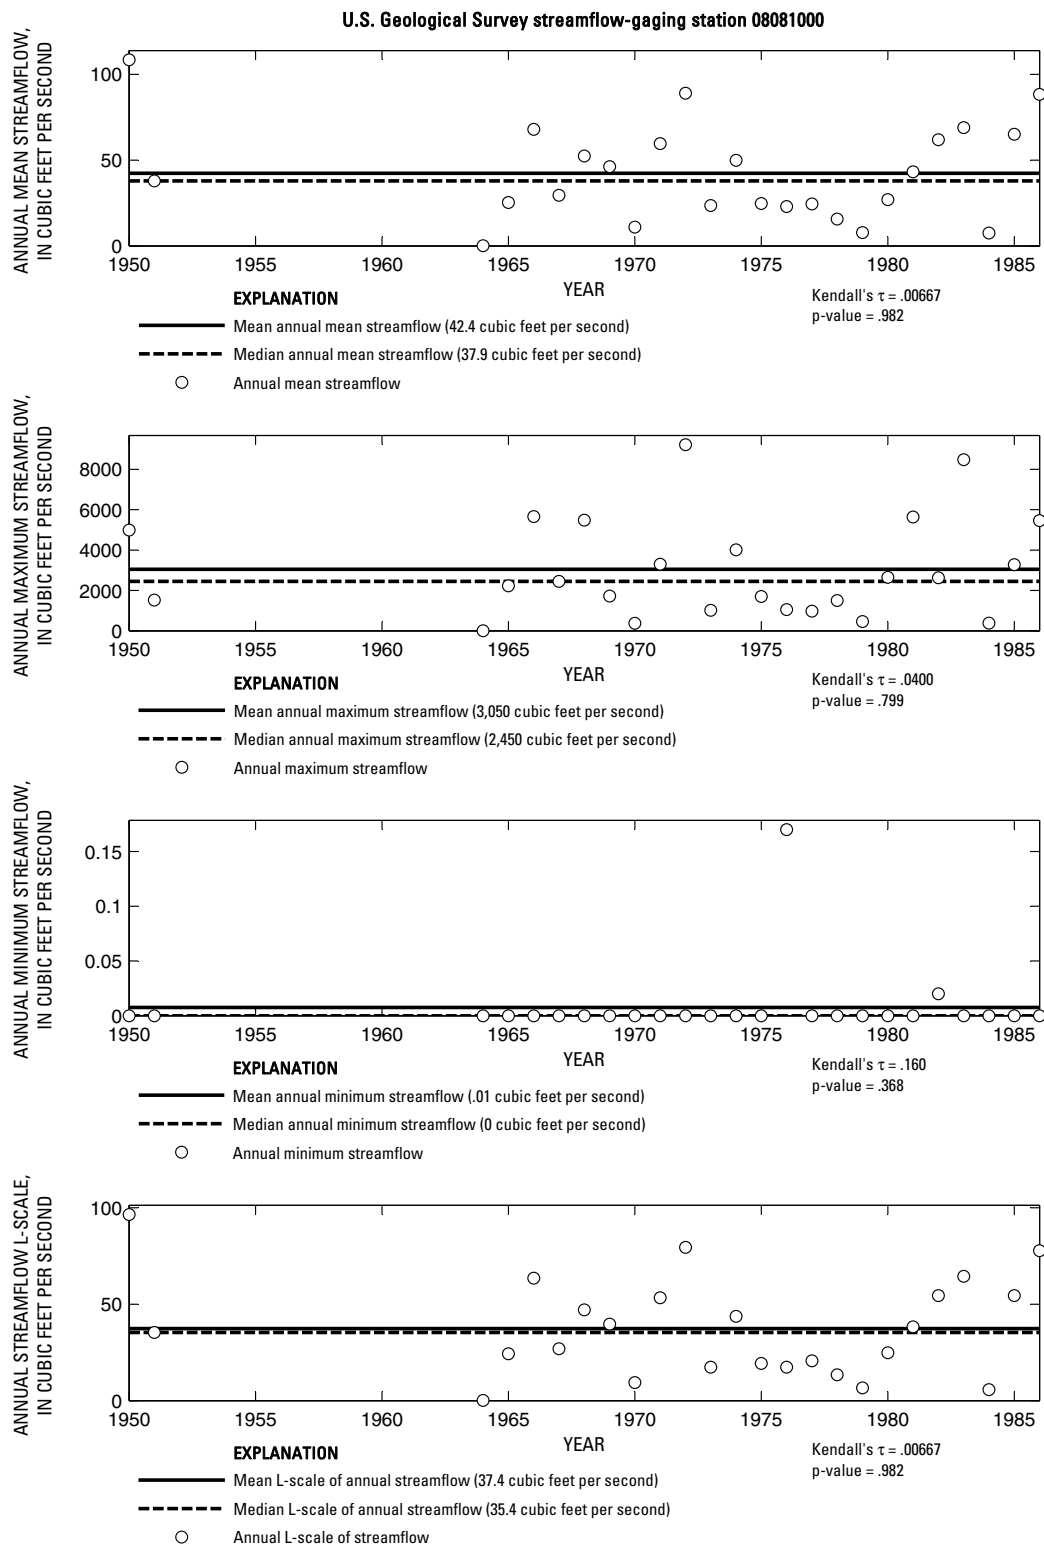 U.S. Geological Survey streamflow-gaging station 08081000
ANNUAL MEAN STREAMFLOW,
IN CUBIC FEET PER SECOND
100
50
0
1950 1955 1960 1965 1970 1975 1980 1985
YEAR
Kendall's τ = .00667
p-value = .982
EXPLANATION
Mean annual mean streamflow (42.4 cubic feet per second)
Median annual mean streamflow (37.9 cubic feet per second)
Annual mean streamflow
ANNUAL MAXIMUM STREAMFLOW,
IN CUBIC FEET PER SECOND
8000
6000
4000
2000
0
1950 1955 1960 1965 1970 1975 1980 1985
YEAR
Kendall's τ = .0400
p-value = .799
EXPLANATION
Mean annual maximum streamflow (3,050 cubic feet per second)
Median annual maximum streamflow (2,450 cubic feet per second)
Annual maximum streamflow
ANNUAL MINIMUM STREAMFLOW,
IN CUBIC FEET PER SECOND
0.15
0.1
0.05
0
1950 1955 1960 1965 1970 1975 1980 1985
YEAR
Kendall's τ = .160
p-value = .368
EXPLANATION
Mean annual minimum streamflow (.01 cubic feet per second)
Median annual minimum streamflow (0 cubic feet per second)
Annual minimum streamflow
ANNUAL STREAMFLOW L-SCALE,
IN CUBIC FEET PER SECOND
100
50
0
1950 1955 1960 1965 1970 1975 1980 1985
YEAR
Kendall's τ = .00667
p-value = .982
EXPLANATION
Mean L-scale of annual streamflow (37.4 cubic feet per second)
Median L-scale of annual streamflow (35.4 cubic feet per second)
Annual L-scale of streamflow